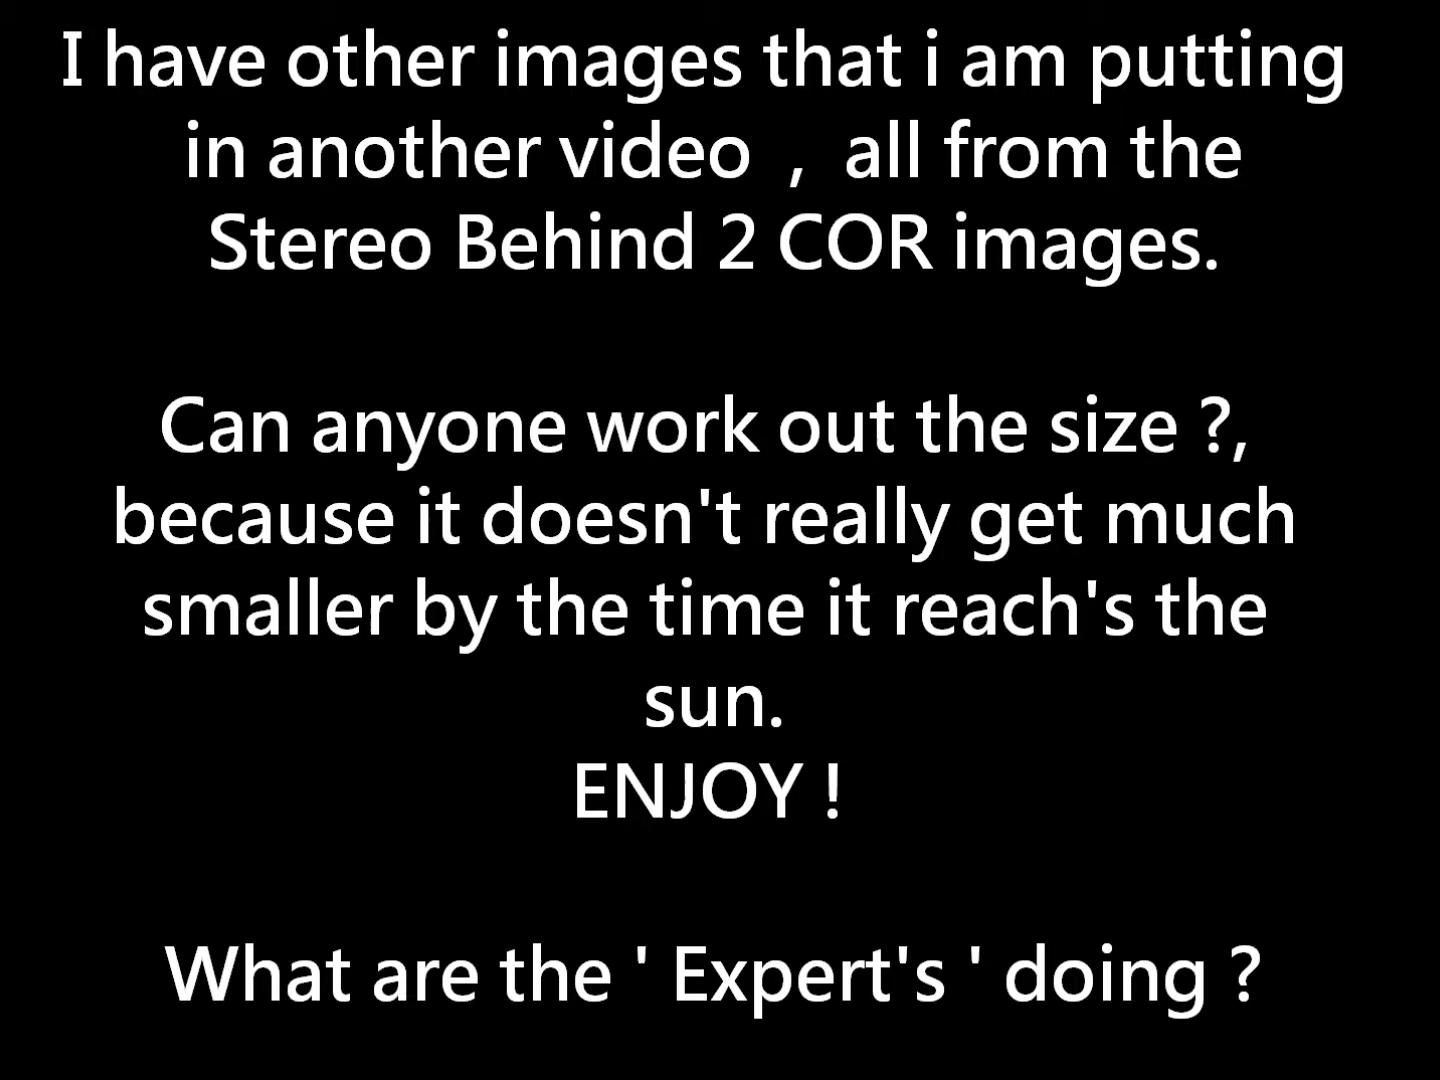 I have other images that i am putting
in another video , all from the
Stereo Behind 2 COR images.
Can anyone work out the size ?,
because it doesn't really get much
smaller by the time it reach's the
sun.
ENJOY !
What are the ' Expert's ' doing ?